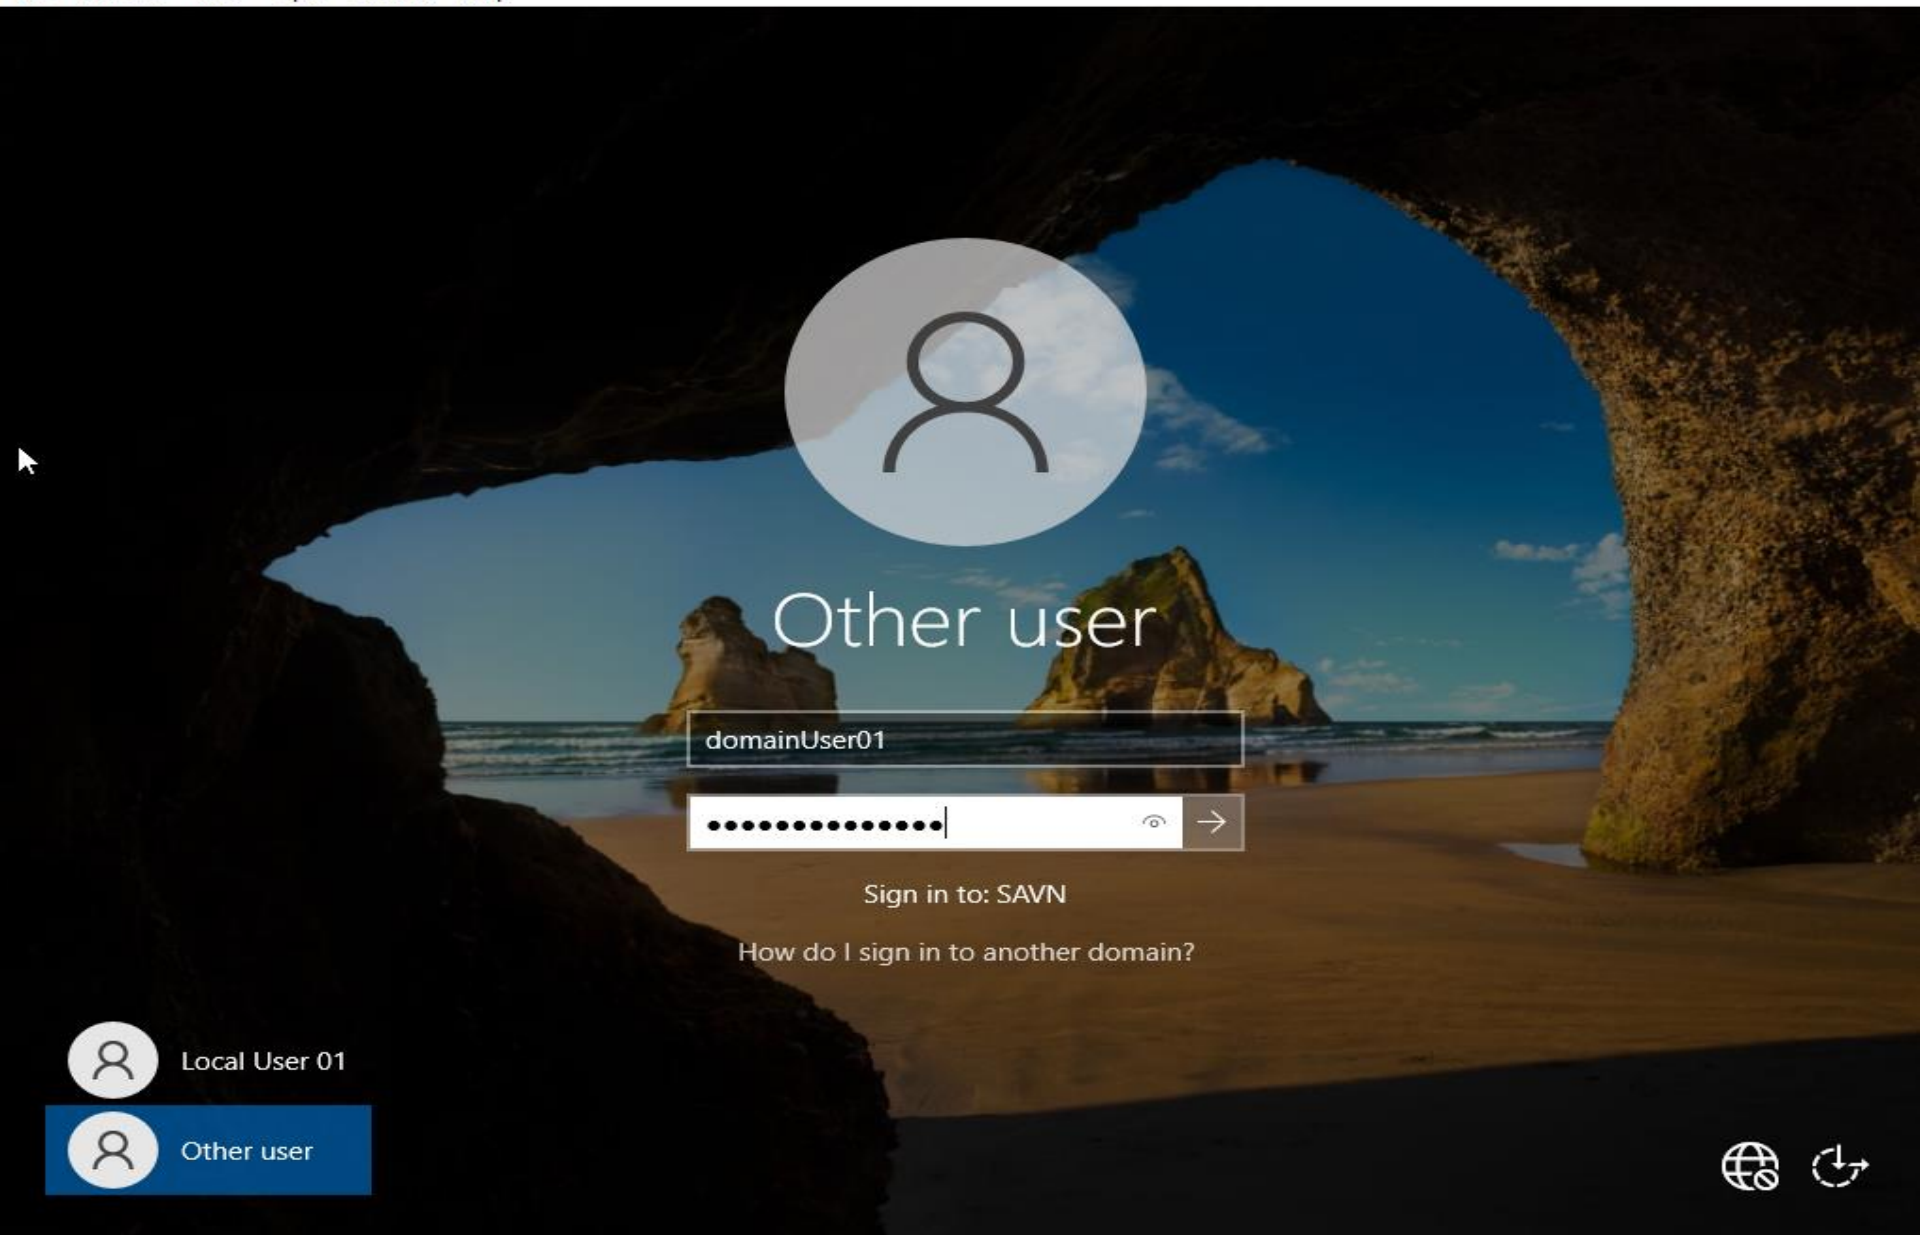 Other user
domainUser01
••••••••••••••
Sign in to: SAVN
How do I sign in to another domain?
Local User 01
Other user